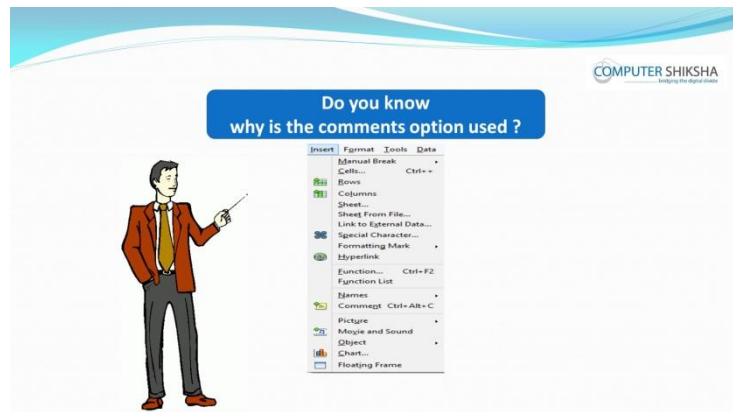 COMPUTER SHIKSHA
bridging the digital divide
Do you know
why is the comments option used ?
Insert Format Tools Data
Manual Break
Cells... Ctrl++
Rows
Columns
Sheet...
Sheet From File...
Link to External Data...
Special Character...
Formatting Mark
Hyperlink
Function... Ctrl+F2
Function List
Names
Comment Ctrl+Alt+C
Picture
Movie and Sound
Object
Chart...
Floating Frame